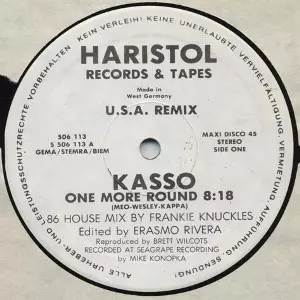 KEIN VERLEIH! KEINE UNERLAUBTE VERVIELFÄLTIGUNG, AUFFÜHRUNG, SENDUNG!
ALLE URHEBER- UND LEISTUNGSSCHUTZRECHTE VORBEHALTEN
HARISTOL
RECORDS & TAPES
Made in
West Germany
U.S.A. REMIX
506 113
S 506 113 A
GEMA/STEMRA/BIEM
MAXI DISCO 45
STEREO
SIDE ONE
KASSO
ONE MORE ROUND 8:18
(MEO-WESLEY-KAPPA)
,86 HOUSE MIX BY FRANKIE KNUCKLES
Edited by ERASMO RIVERA
Reproduced by BRETT WILCOTS
RECORDED AT SEAGRAPE RECORDING
by MIKE KONOPKA